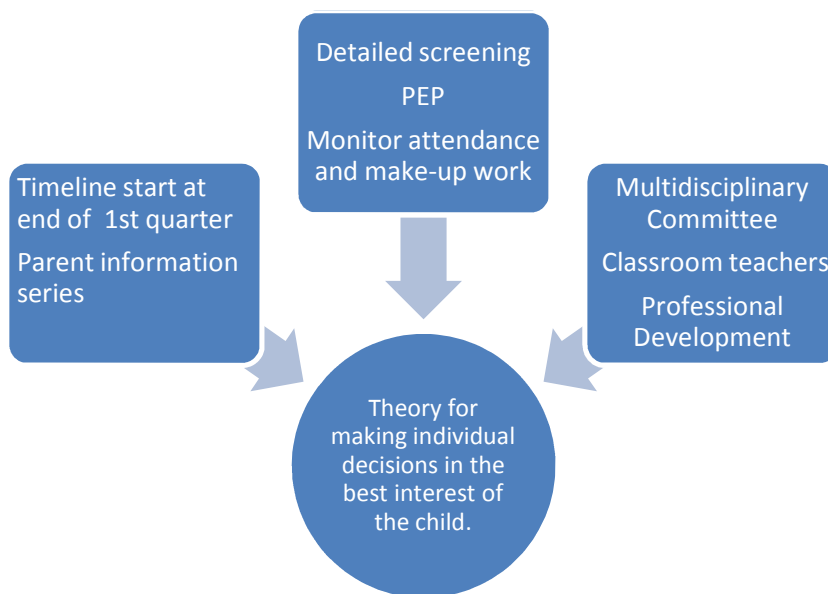 Timeline start at
end of 1st quarter
Parent information
series
Detailed screening
PEP
Monitor attendance
and make-up work
Multidisciplinary
Committee
Classroom teachers
Professional
Development
Theory for
making individual
decisions in the
best interest of
the child.